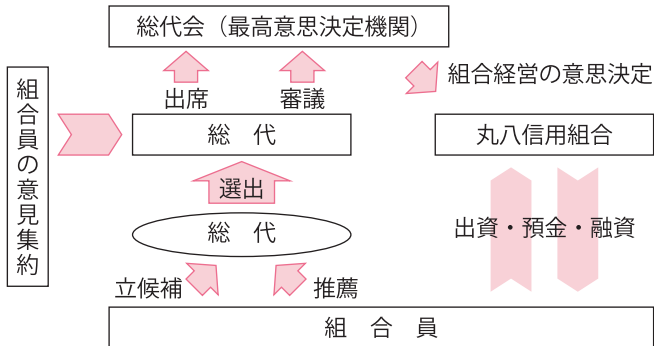 総代会（最高意思決定機関）
組合経営の意思決定
出席
審議
組合員の意見集約
総　代
丸八信用組合
選出
総　代
出資・預金・融資
立候補
推薦
組　合　員